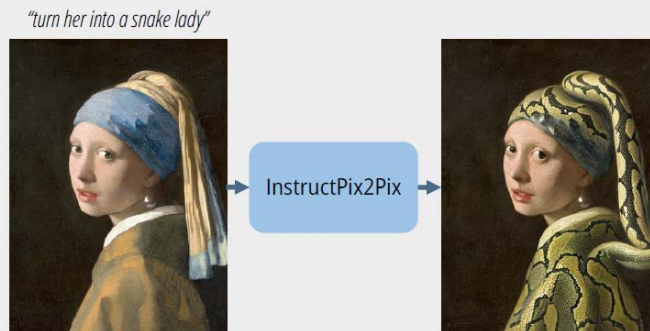 "turn her into a snake lady"
InstructPix2Pix